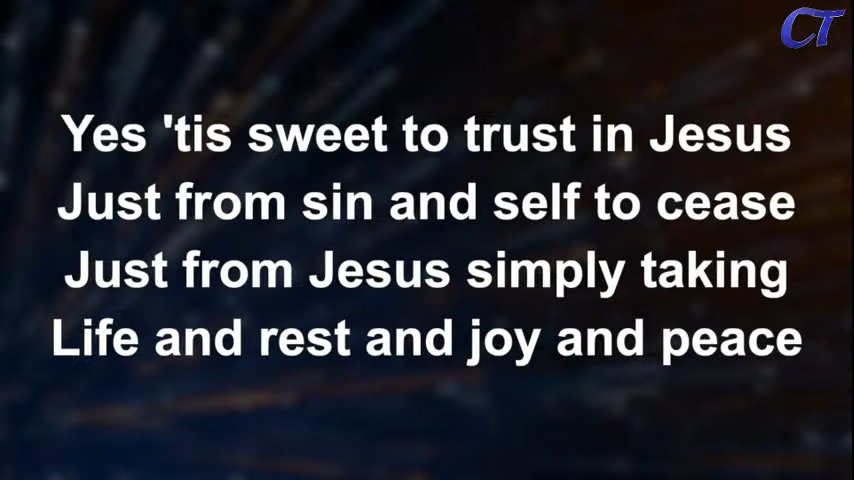 CT
Yes 'tis sweet to trust in Jesus
Just from sin and self to cease
Just from Jesus simply taking
Life and rest and joy and peace